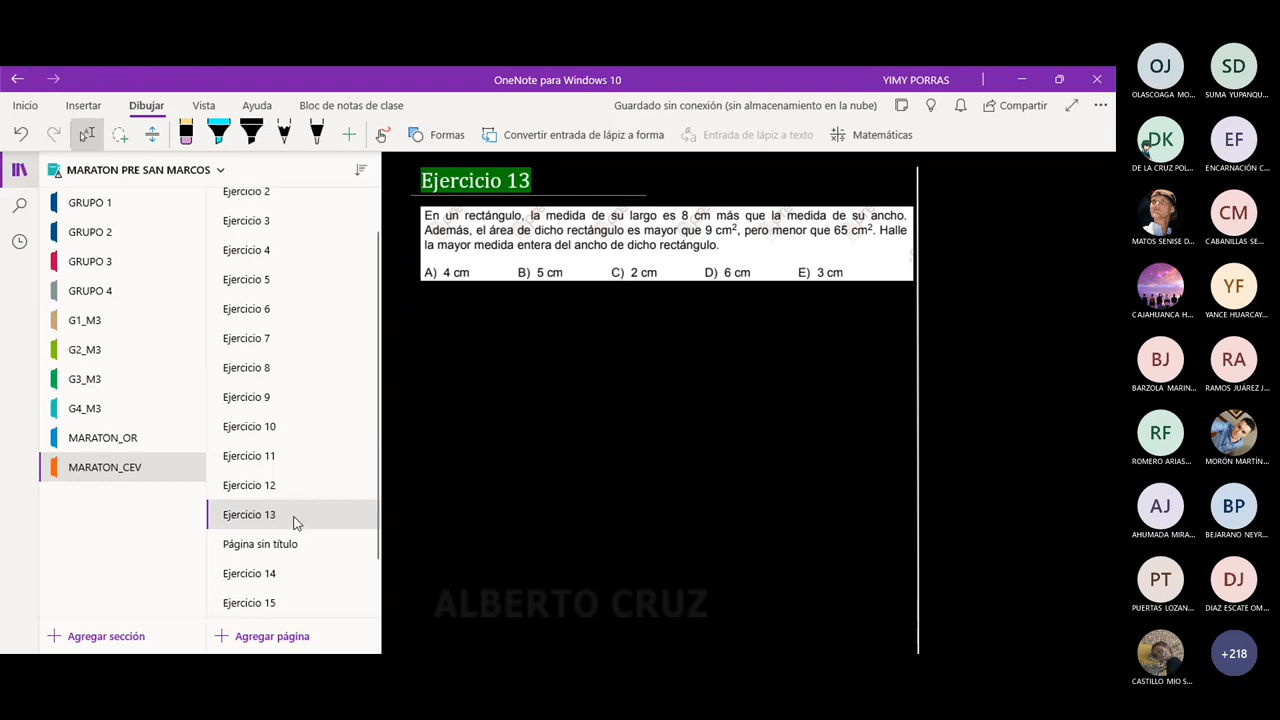 OneNote para Windows 10
YIMY PORRAS
Inicio
Insertar
Dibujar
Vista
Ayuda
Bloc de notas de clase
Guardado sin conexión (sin almacenamiento en la nube)
Compartir
Formas
Convertir entrada de lápiz a forma
Entrada de lápiz a texto
Matemáticas
MARATON PRE SAN MARCOS
GRUPO 1
GRUPO 2
GRUPO 3
GRUPO 4
G1_M3
G2_M3
G3_M3
G4_M3
MARATON_OR
MARATON_CEV
Agregar sección
Ejercicio 2
Ejercicio 3
Ejercicio 4
Ejercicio 5
Ejercicio 6
Ejercicio 7
Ejercicio 8
Ejercicio 9
Ejercicio 10
Ejercicio 11
Ejercicio 12
Ejercicio 13
Página sin título
Ejercicio 14
Ejercicio 15
Agregar página
Ejercicio 13
En un rectángulo, la medida de su largo es 8 cm más que la medida de su ancho.
Además, el área de dicho rectángulo es mayor que 9 cm², pero menor que 65 cm². Halle
la mayor medida entera del ancho de dicho rectángulo.
A) 4 cm B) 5 cm C) 2 cm D) 6 cm E) 3 cm
ALBERTO CRUZ
OJ SD
OLASCOAGA MO... SUMA YUPANQU...
DK EF
DE LA CRUZ POL... ENCARNACIÓN C...
CM
MATOS SENISE D... CABANILLAS SE...
YF
CAJAHUANCA H... YANCE HUARCAY...
BJ RA
BARZOLA MARIN... RAMOS JUÁREZ J...
RF
ROMERO ARIAS... MORÓN MARTÍN...
AJ BP
AHUMADA MIRA... BEJARANO NEYR...
PT DJ
PUERTAS LOZAN... DIAZ ESCATE OM...
+218
CASTILLO MIO S...